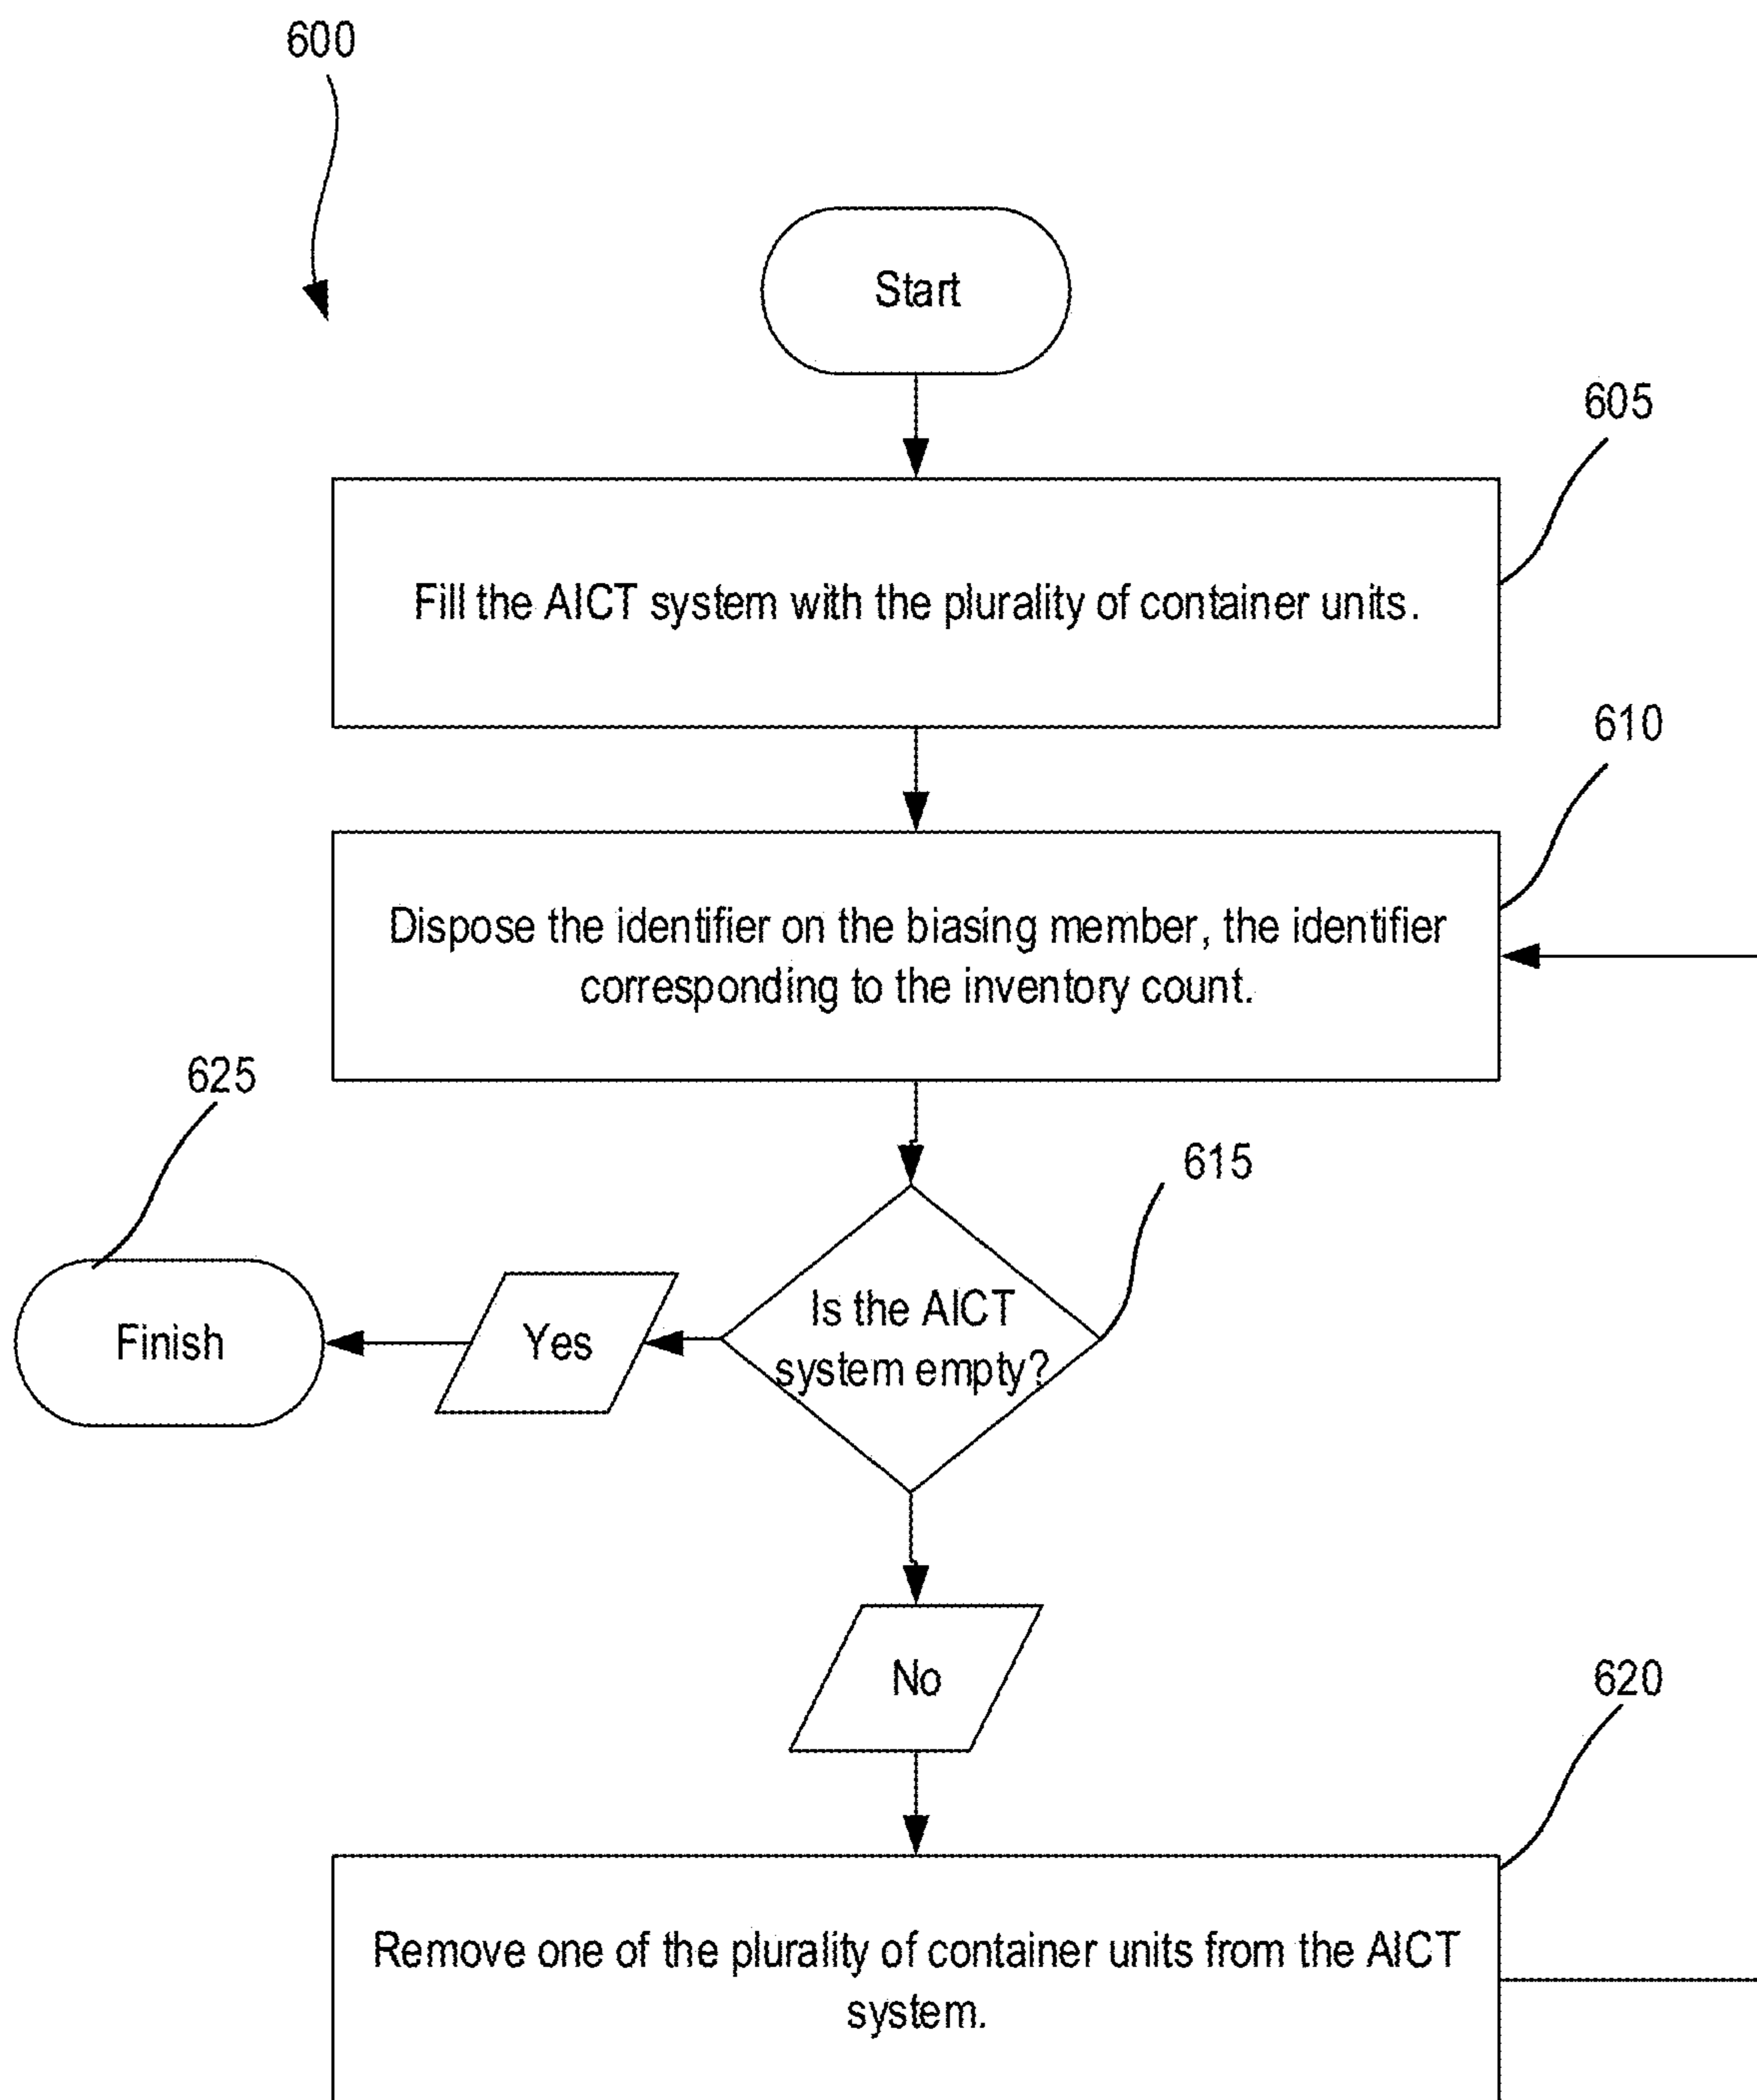 600
Start
605
Fill the AICT system with the plurality of container units.
610
Dispose the identifier on the biasing member, the identifier
corresponding to the inventory count.
625
615
Is the AICT
system empty?
Yes
Finish
No
620
Remove one of the plurality of container units from the AICT
system.